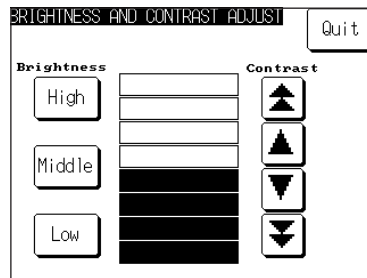 BRIGHTNESS AND CONTRAST ADJUST
Quit
Brightness
Contrast
High
Middle
Low